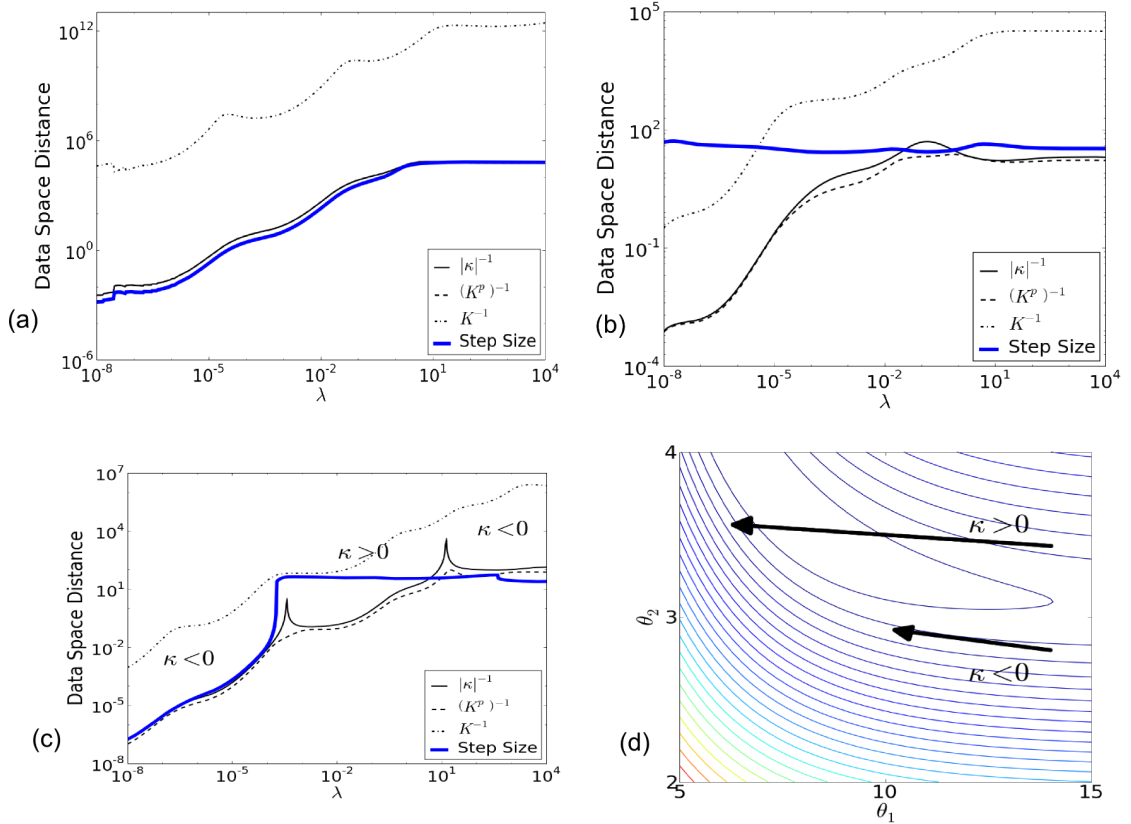 10^12
10^6
10^0
10^-6
Data Space Distance
|κ|^-1
(K^p)^-1
K^-1
Step Size
10^-8
10^-5
10^-2
10^1
10^4
λ
(a)
10^5
10^2
10^-1
10^-4
Data Space Distance
|κ|^-1
(K^p)^-1
K^-1
Step Size
10^-8
10^-5
10^-2
10^1
10^4
λ
(b)
10^7
10^4
10^1
10^-2
10^-5
10^-8
Data Space Distance
κ<0
κ>0
κ<0
|κ|^-1
(K^p)^-1
K^-1
Step Size
10^-8
10^-5
10^-2
10^1
10^4
λ
(c)
4
3
2
θ_2
κ>0
κ<0
5
10
15
θ_1
(d)